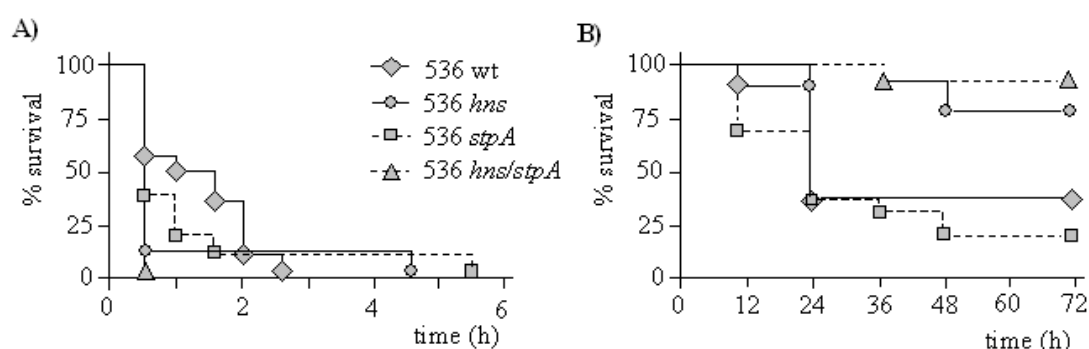 A)
% survival
100
75
50
25
0
0 2 4 6
time (h)
536 wt
536 hns
536 stpA
536 hns/stpA
B)
% survival
100
75
50
25
0
0 12 24 36 48 60 72
time (h)